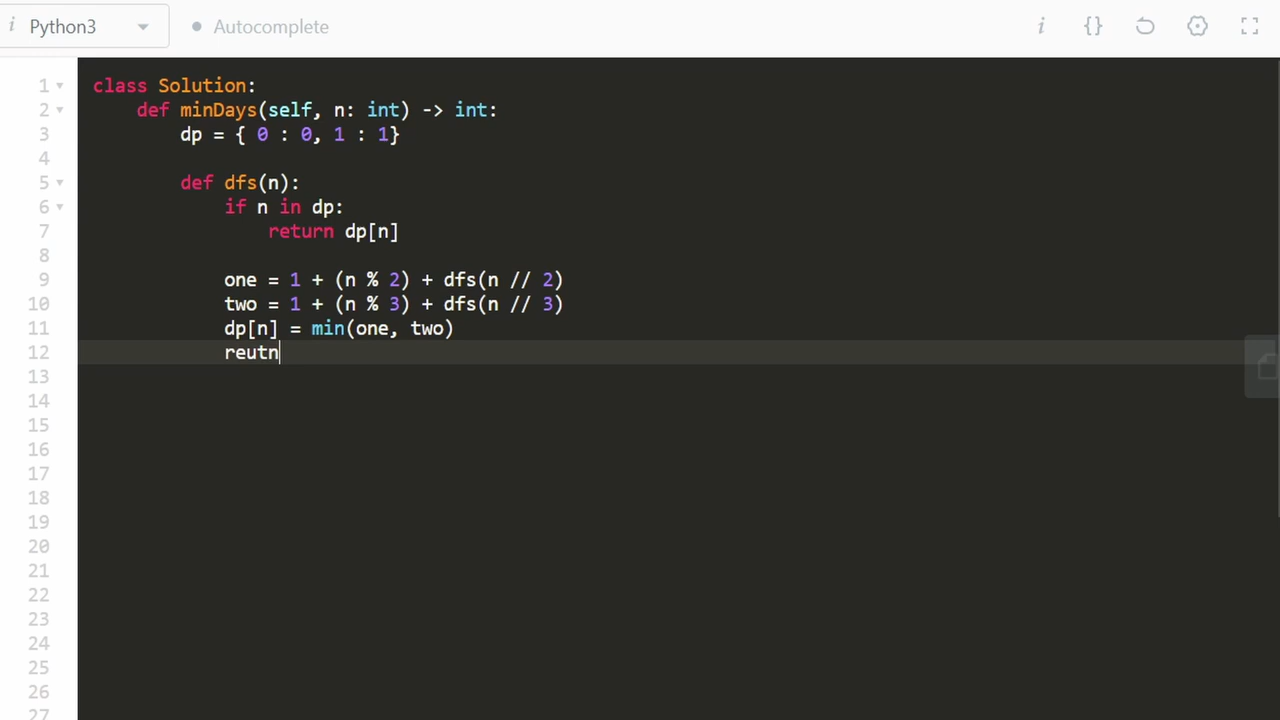 i Python3 Autocomplete i {}
1 class Solution:
2 def minDays(self, n: int) -> int:
3 dp = { 0 : 0, 1 : 1}
4
5 def dfs(n):
6 if n in dp:
7 return dp[n]
8
9 one = 1 + (n % 2) + dfs(n // 2)
10 two = 1 + (n % 3) + dfs(n // 3)
11 dp[n] = min(one, two)
12 reutn
13
14
15
16
17
18
19
20
21
22
23
24
25
26
27